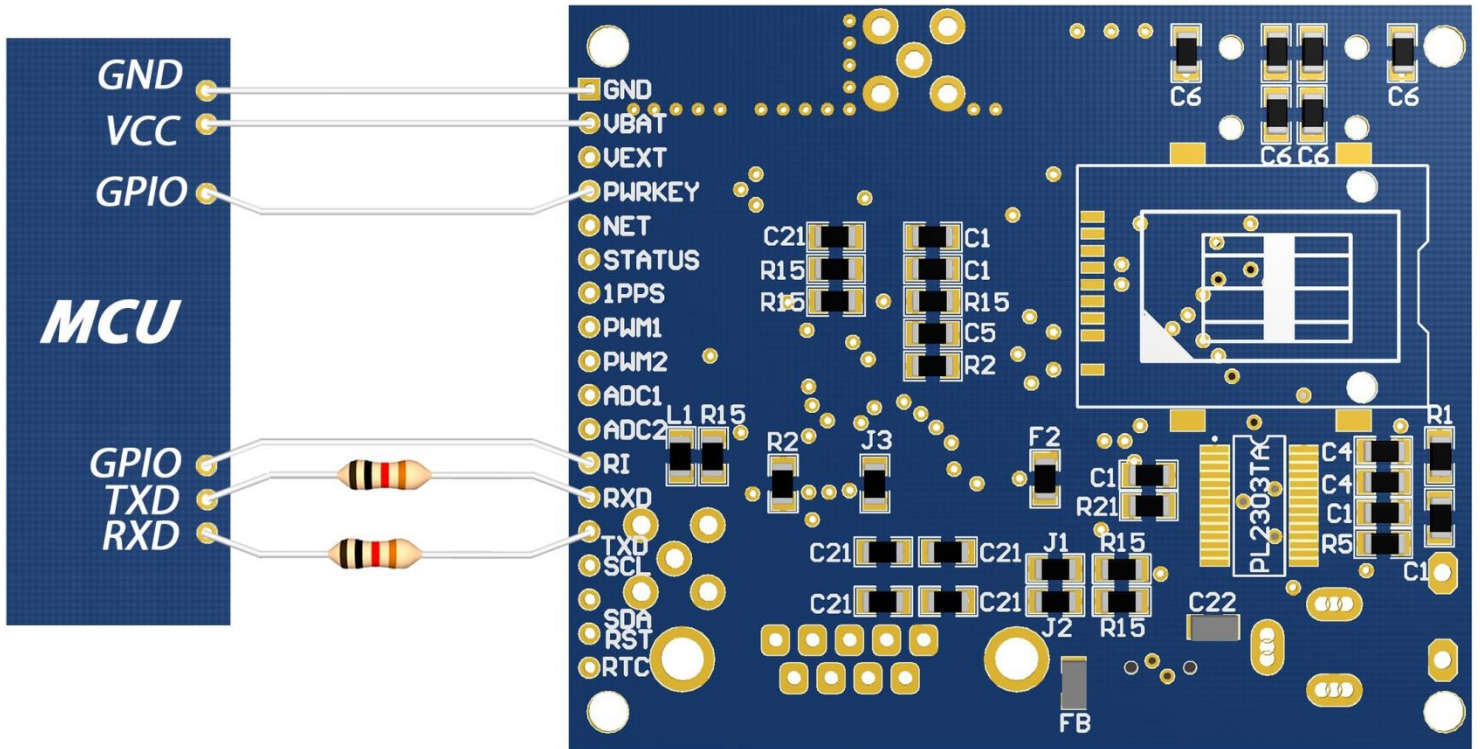 GND
VCC
GPIO
MCU
GPIO
TXD
RXD
GND
VBAT
VEXT
PWRKEY
NET
STATUS
1PPS
PWM1
PWM2
ADC1
ADC2
RI
RXD
TXD
SCL
SDA
RST
RTC
C6 C6
C6 C6
C21 C1
R15 C1
R15 R15
C5
R2
L1 R15
R2 J3 F2
C1
R21
PL2303TA
C4 R1
C4
C1
R5
C1
C21 C21 J1 R15
C21 C21 J2 R15
C22
FB